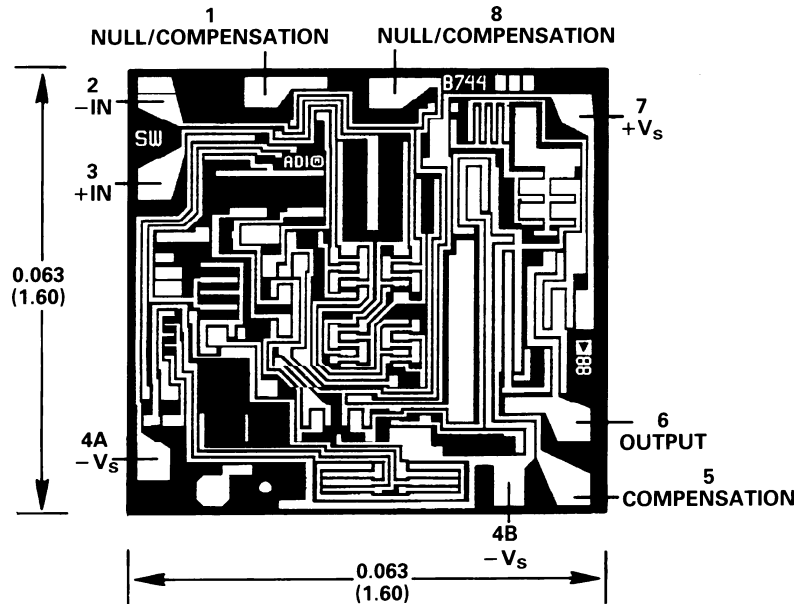 1
NULL/COMPENSATION
8
NULL/COMPENSATION
2
−IN
B744
7
+VS
SW
ADI®
3
+IN
0.063
(1.60)
88
4A
−VS
6
OUTPUT
5
COMPENSATION
4B
−VS
0.063
(1.60)